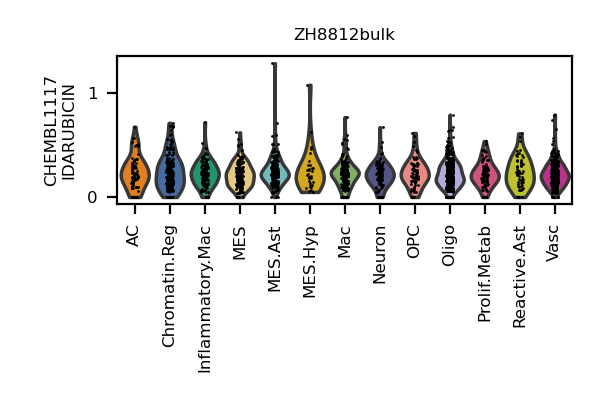 ZH8812bulk
CHEMBL1117
IDARUBICIN
1
0
AC
Chromatin.Reg
Inflammatory.Mac
MES
MES.Ast
MES.Hyp
Mac
Neuron
OPC
Oligo
Prolif.Metab
Reactive.Ast
Vasc